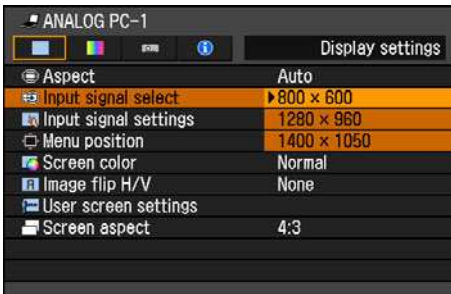 ANALOG PC-1
Display settings
Aspect Auto
Input signal select 800 × 600
Input signal settings 1280 × 960
Menu position 1400 × 1050
Screen color Normal
Image flip H/V None
User screen settings
Screen aspect 4:3